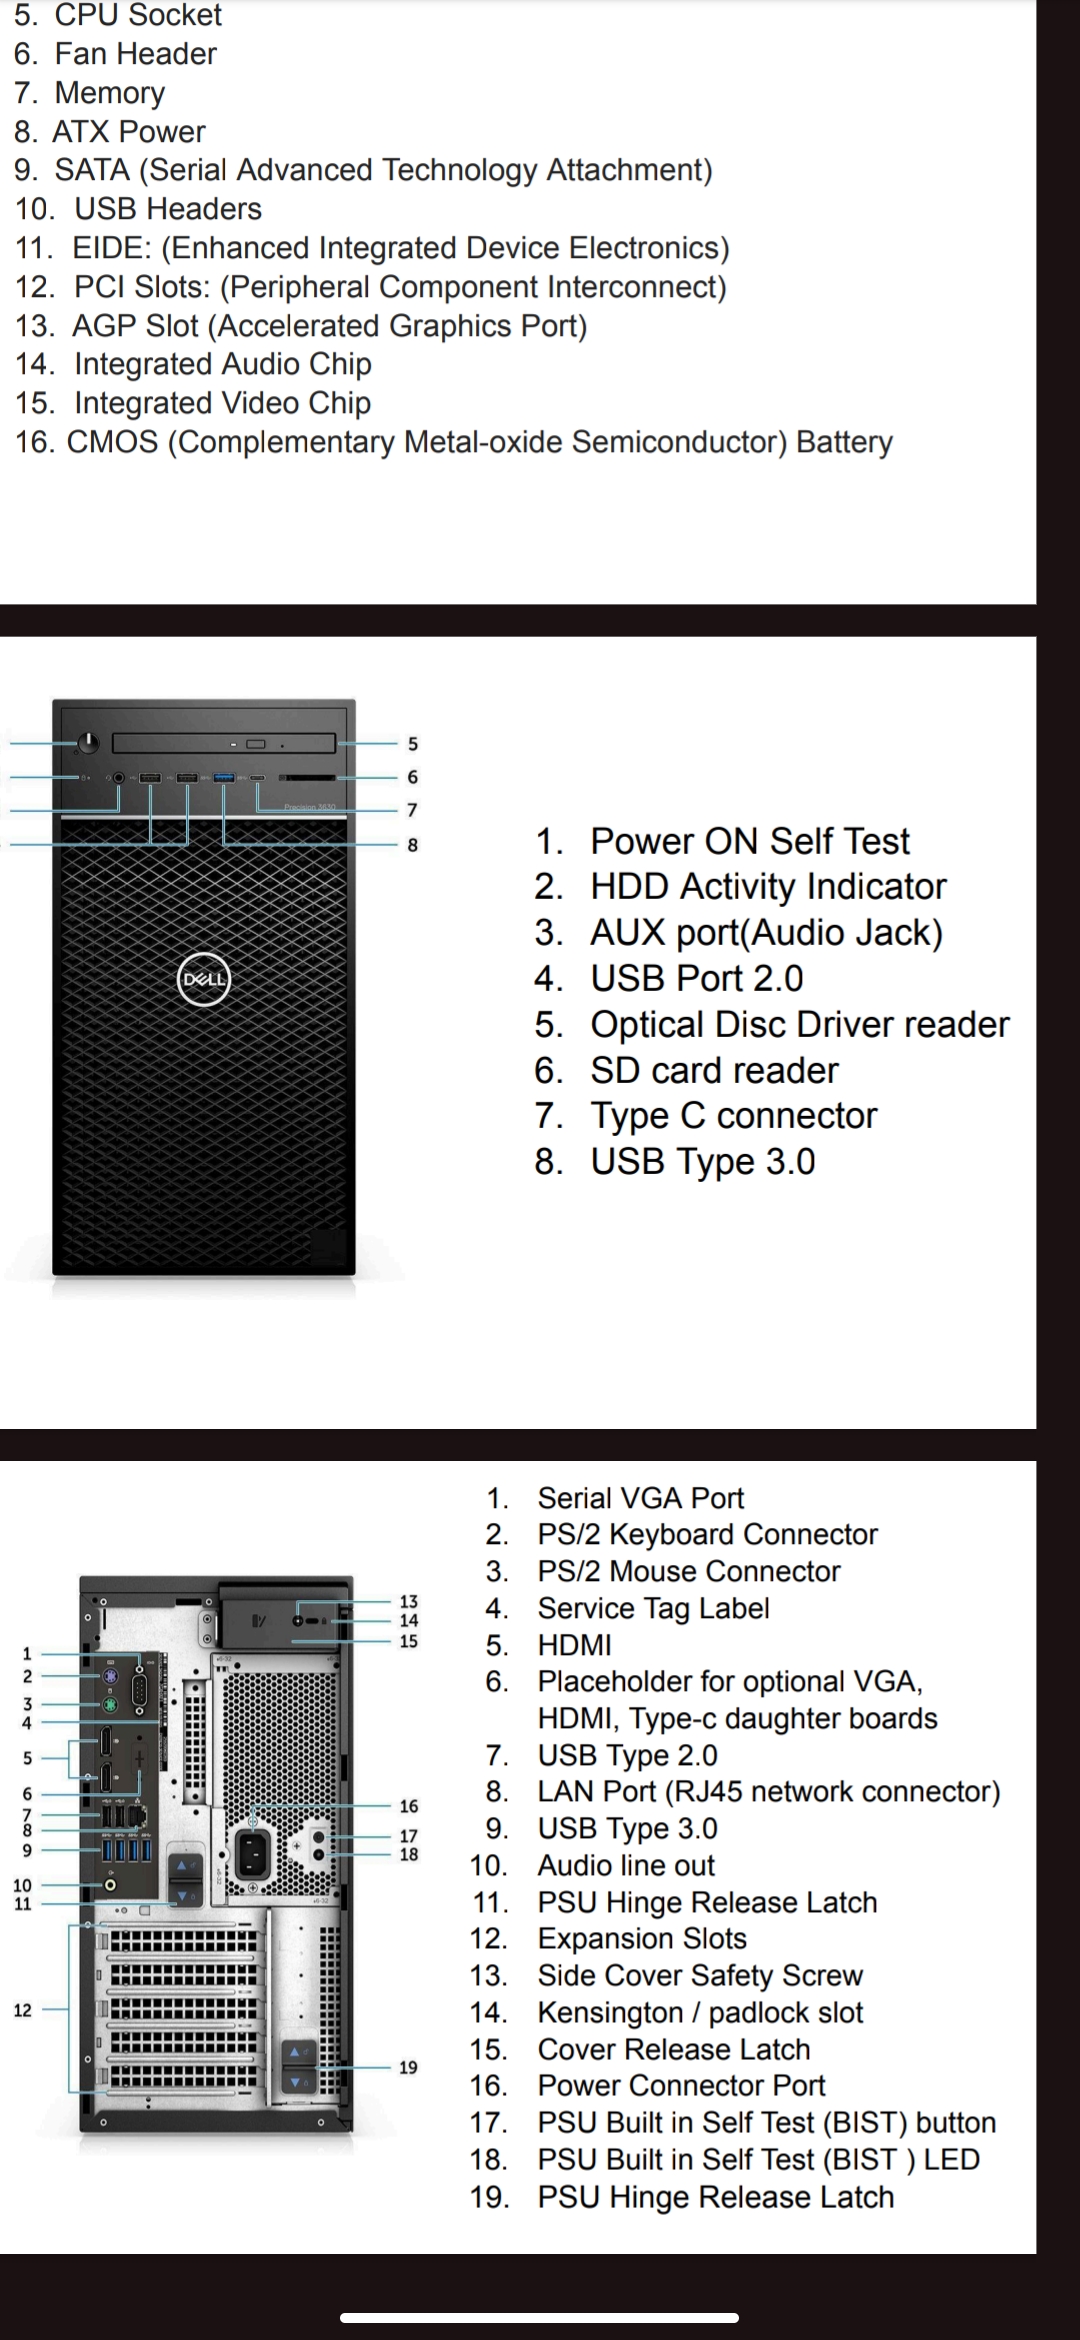 5. CPU Socket
6. Fan Header
7. Memory
8. ATX Power
9. SATA (Serial Advanced Technology Attachment)
10. USB Headers
11. EIDE: (Enhanced Integrated Device Electronics)
12. PCI Slots: (Peripheral Component Interconnect)
13. AGP Slot (Accelerated Graphics Port)
14. Integrated Audio Chip
15. Integrated Video Chip
16. CMOS (Complementary Metal-oxide Semiconductor) Battery
5
6
7
8
Precision 3630
DELL
1. Power ON Self Test
2. HDD Activity Indicator
3. AUX port(Audio Jack)
4. USB Port 2.0
5. Optical Disc Driver reader
6. SD card reader
7. Type C connector
8. USB Type 3.0
1
2
3
4
5
6
7
8
9
10
11
12
13
14
15
16
17
18
19
1. Serial VGA Port
2. PS/2 Keyboard Connector
3. PS/2 Mouse Connector
4. Service Tag Label
5. HDMI
6. Placeholder for optional VGA,
HDMI, Type-c daughter boards
7. USB Type 2.0
8. LAN Port (RJ45 network connector)
9. USB Type 3.0
10. Audio line out
11. PSU Hinge Release Latch
12. Expansion Slots
13. Side Cover Safety Screw
14. Kensington / padlock slot
15. Cover Release Latch
16. Power Connector Port
17. PSU Built in Self Test (BIST) button
18. PSU Built in Self Test (BIST ) LED
19. PSU Hinge Release Latch